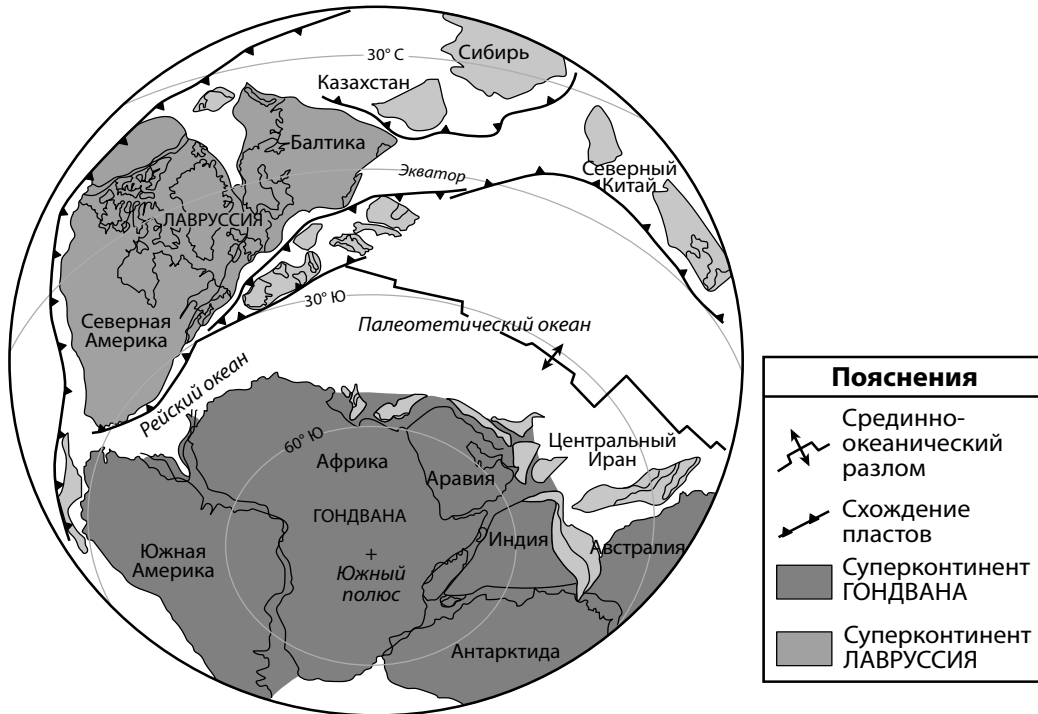 30° С
Сибирь
Казахстан
Балтика
Экватор
Северный
Китай
ЛАВРУССИЯ
30° Ю
Северная
Америка
Палеотетический океан
Рейский океан
60° Ю
Африка
Аравия
Центральный
Иран
ГОНДВАНА
Индия
Австралия
Южная
Америка
+
Южный
полюс
Антарктида
Пояснения
Срединно-
океанический
разлом
Схождение
пластов
Суперконтинент
ГОНДВАНА
Суперконтинент
ЛАВРУССИЯ